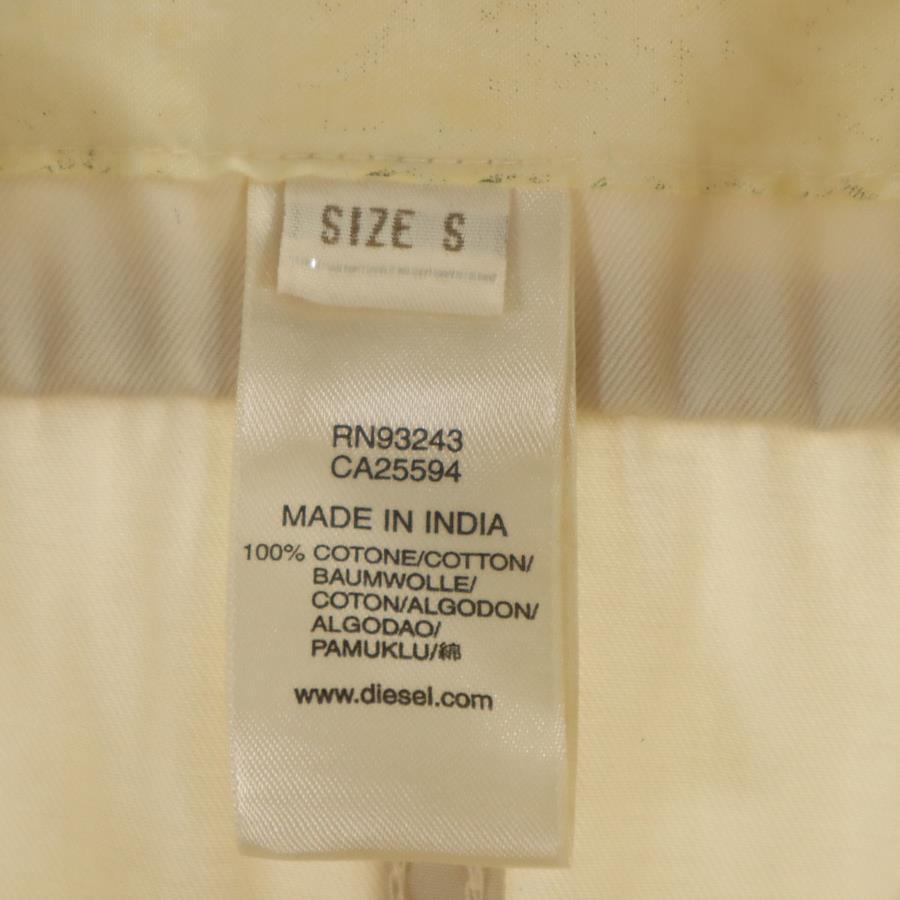 SIZE S
RN93243
CA25594
MADE IN INDIA
100% COTONE/COTTON/
BAUMWOLLE/
COTON/ALGODON/
ALGODAO/
PAMUKLU/綿
www.diesel.com